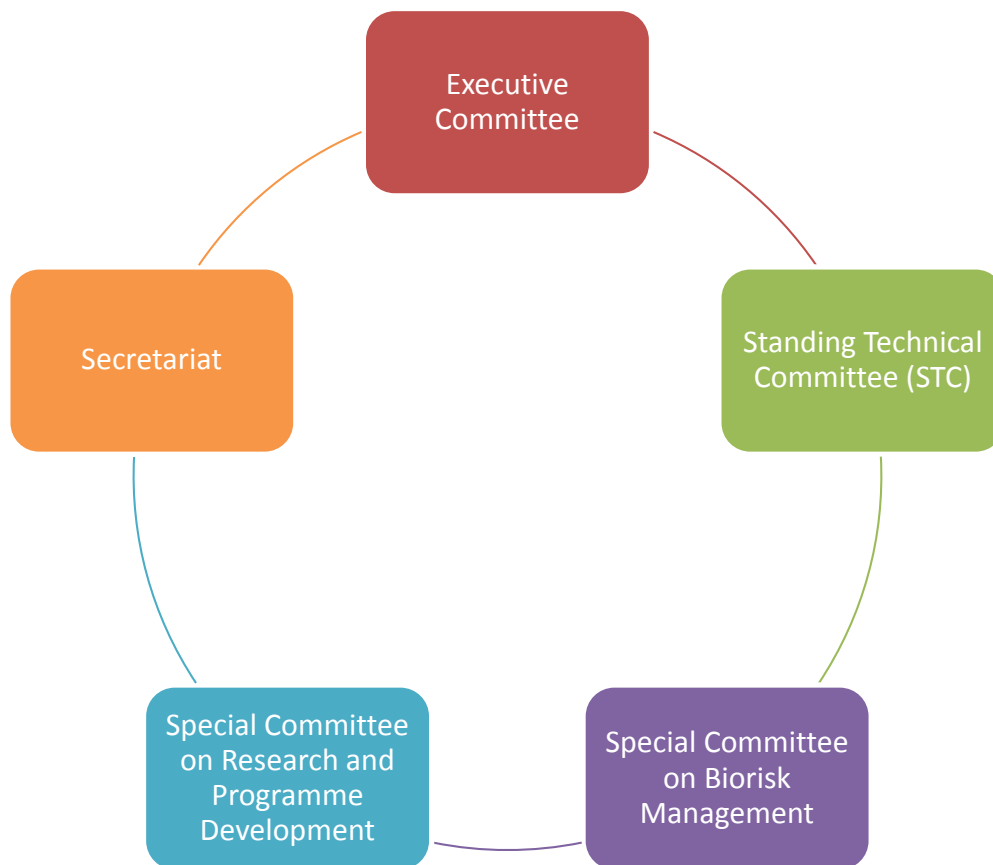 Executive
Committee
Standing Technical
Committee (STC)
Special Committee
on Biorisk
Management
Special Committee
on Research and
Programme
Development
Secretariat